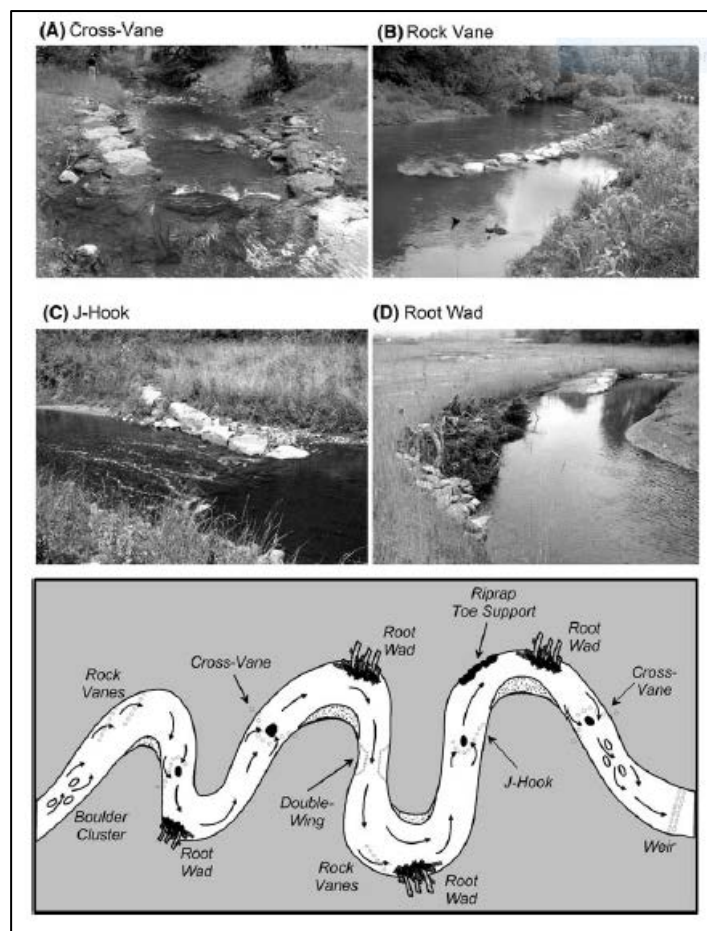 (A) Cross-Vane
(B) Rock Vane
(C) J-Hook
(D) Root Wad
Riprap
Toe Support
Root
Wad
Root
Wad
Cross-Vane
Rock
Vanes
Cross-
Vane
Double-
Wing
J-Hook
Boulder
Cluster
Root
Wad
Rock
Vanes
Root
Wad
Weir